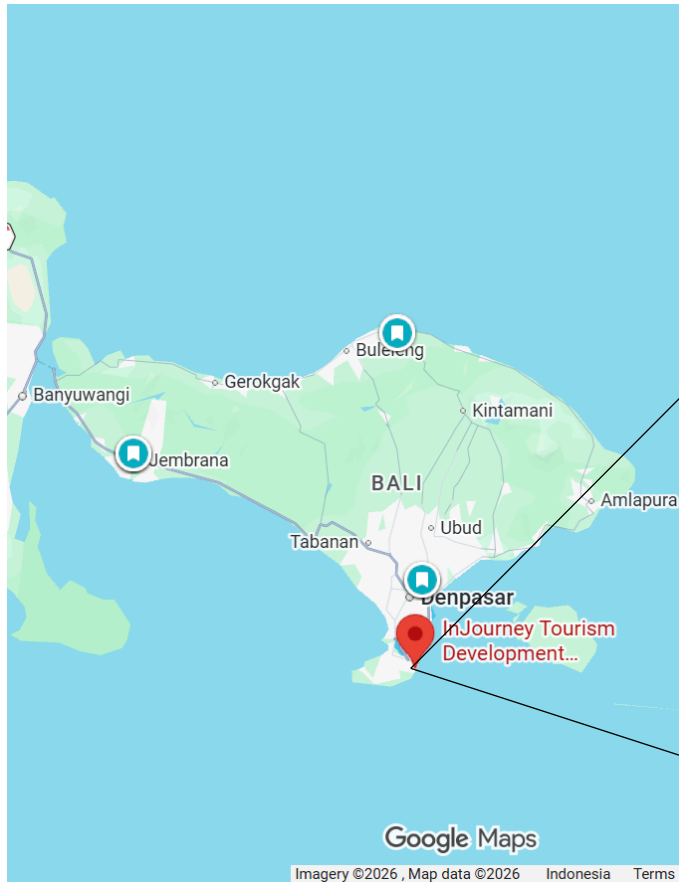 Buleleng
Gerokgak
Banyuwangi
Kintamani
Jembrana
BALI
Amlapura
Ubud
Tabanan
Denpasar
InJourney Tourism
Development...
Google Maps
Imagery ©2026 , Map data ©2026 Indonesia Terms